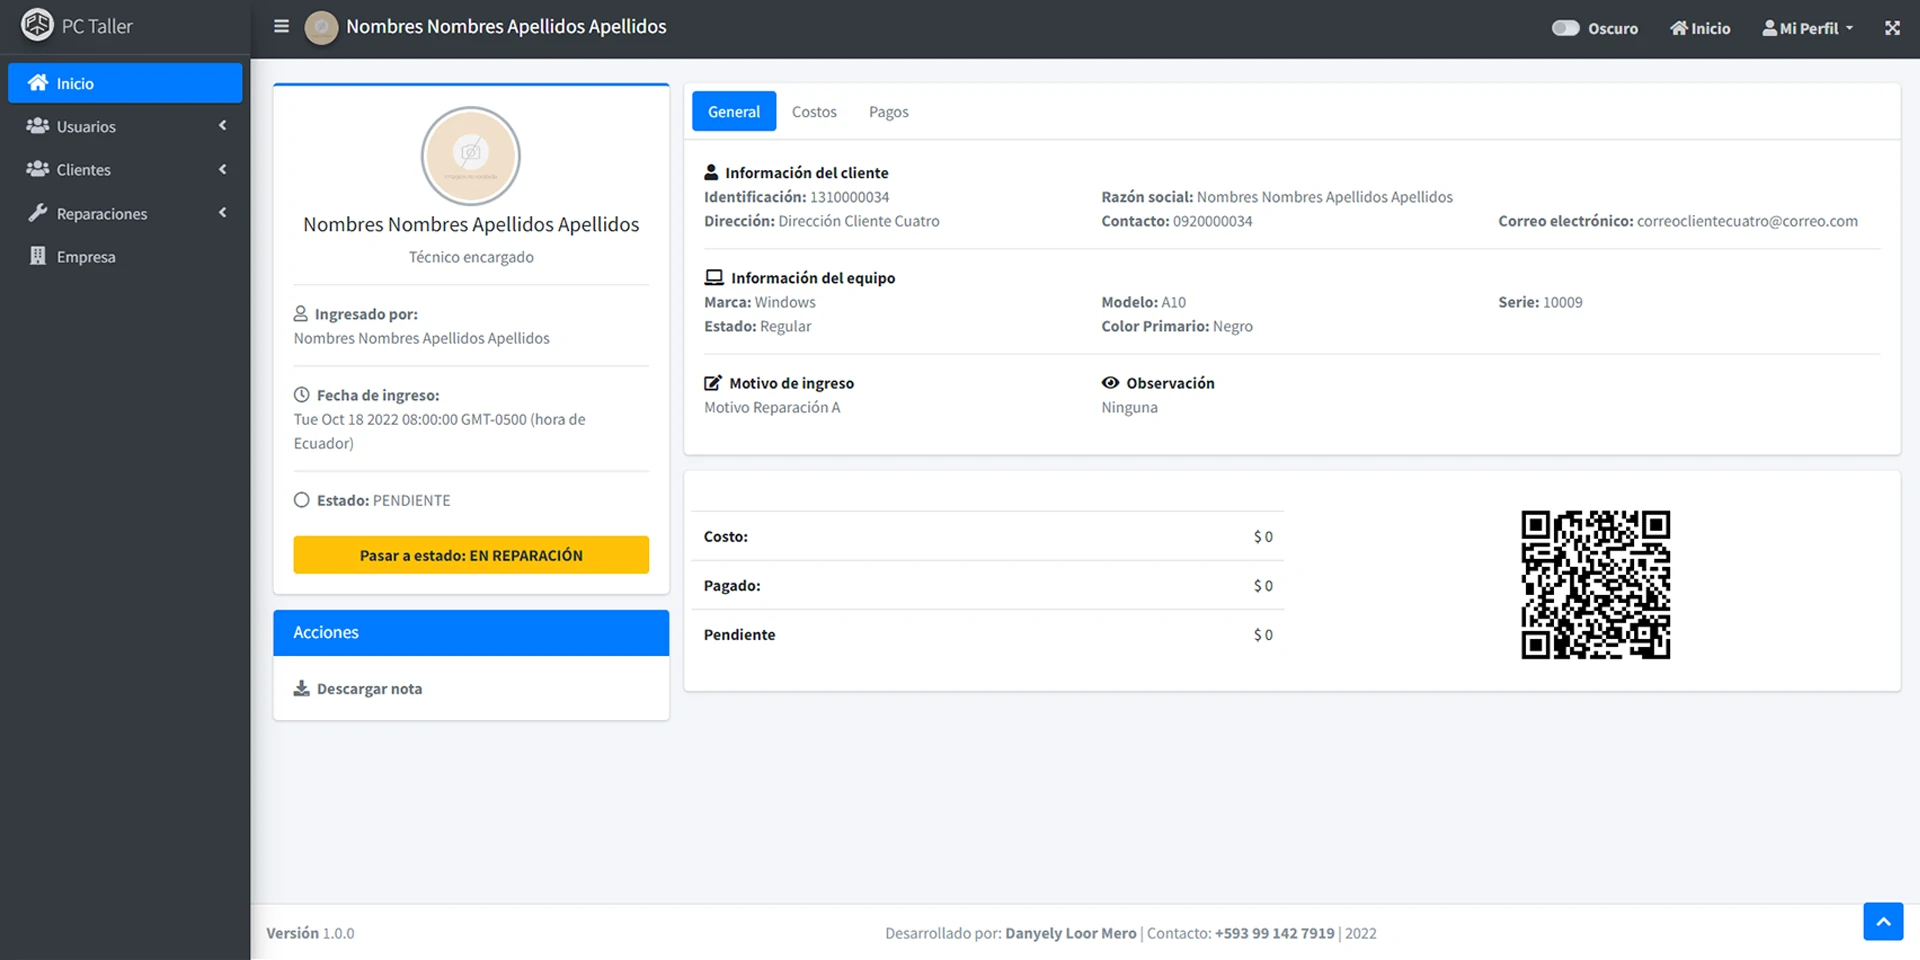 PC Taller
Nombres Nombres Apellidos Apellidos
Oscuro
Inicio
Mi Perfil
Inicio
Usuarios
Clientes
Reparaciones
Empresa
Nombres Nombres Apellidos Apellidos
Técnico encargado
Ingresado por:
Nombres Nombres Apellidos Apellidos
Fecha de ingreso:
Tue Oct 18 2022 08:00:00 GMT-0500 (hora de
Ecuador)
Estado: PENDIENTE
Pasar a estado: EN REPARACIÓN
Acciones
Descargar nota
General Costos Pagos
Información del cliente
Identificación: 1310000034 Razón social: Nombres Nombres Apellidos Apellidos
Dirección: Dirección Cliente Cuatro Contacto: 0920000034 Correo electrónico: correoclientecuatro@correo.com
Información del equipo
Marca: Windows Modelo: A10 Serie: 10009
Estado: Regular Color Primario: Negro
Motivo de ingreso Observación
Motivo Reparación A Ninguna
Costo: $ 0
Pagado: $ 0
Pendiente $ 0
Versión 1.0.0
Desarrollado por: Danyely Loor Mero | Contacto: +593 99 142 7919 | 2022